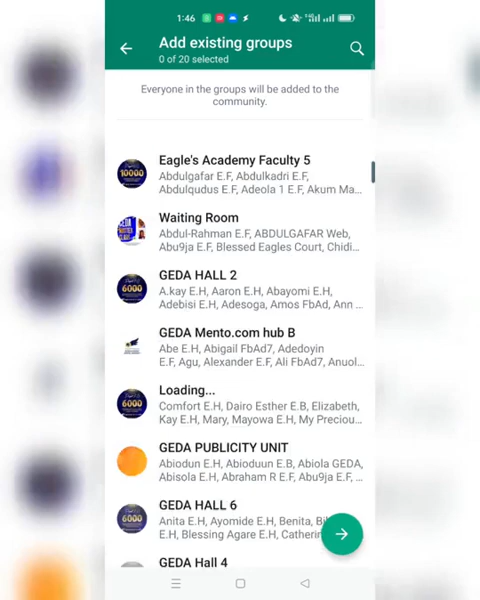 1:46
Add existing groups
0 of 20 selected
Everyone in the groups will be added to the
community.
Eagle's Academy Faculty 5
Abdulgafar E.F, Abdulkadri E.F,
Abdulqudus E.F, Adeola 1 E.F, Akum Ma...
Waiting Room
Abdul-Rahman E.F, ABDULGAFAR Web,
Abu9ja E.F, Blessed Eagles Court, Chidi...
GEDA HALL 2
A.kay E.H, Aaron E.H, Abayomi E.H,
Adebisi E.H, Adesoga, Amos FbAd, Ann ...
GEDA Mento.com hub B
Abe E.H, Abigail FbAd7, Adedoyin
E.F, Agu, Alexander E.F, Ali FbAd7, Anuol...
Loading...
Comfort E.H, Dairo Esther E.B, Elizabeth,
Kay E.H, Mary, Mayowa E.H, My Preciou...
GEDA PUBLICITY UNIT
Abiodun E.H, Abioduun E.B, Abiola GEDA,
Abisola E.H, Abraham R E.F, Abu9ja E.F, ...
GEDA HALL 6
Anita E.H, Ayomide E.H, Benita,
E.H, Blessing Agare E.H, Catherin
GEDA Hall 4
10000
6000
6000
6000